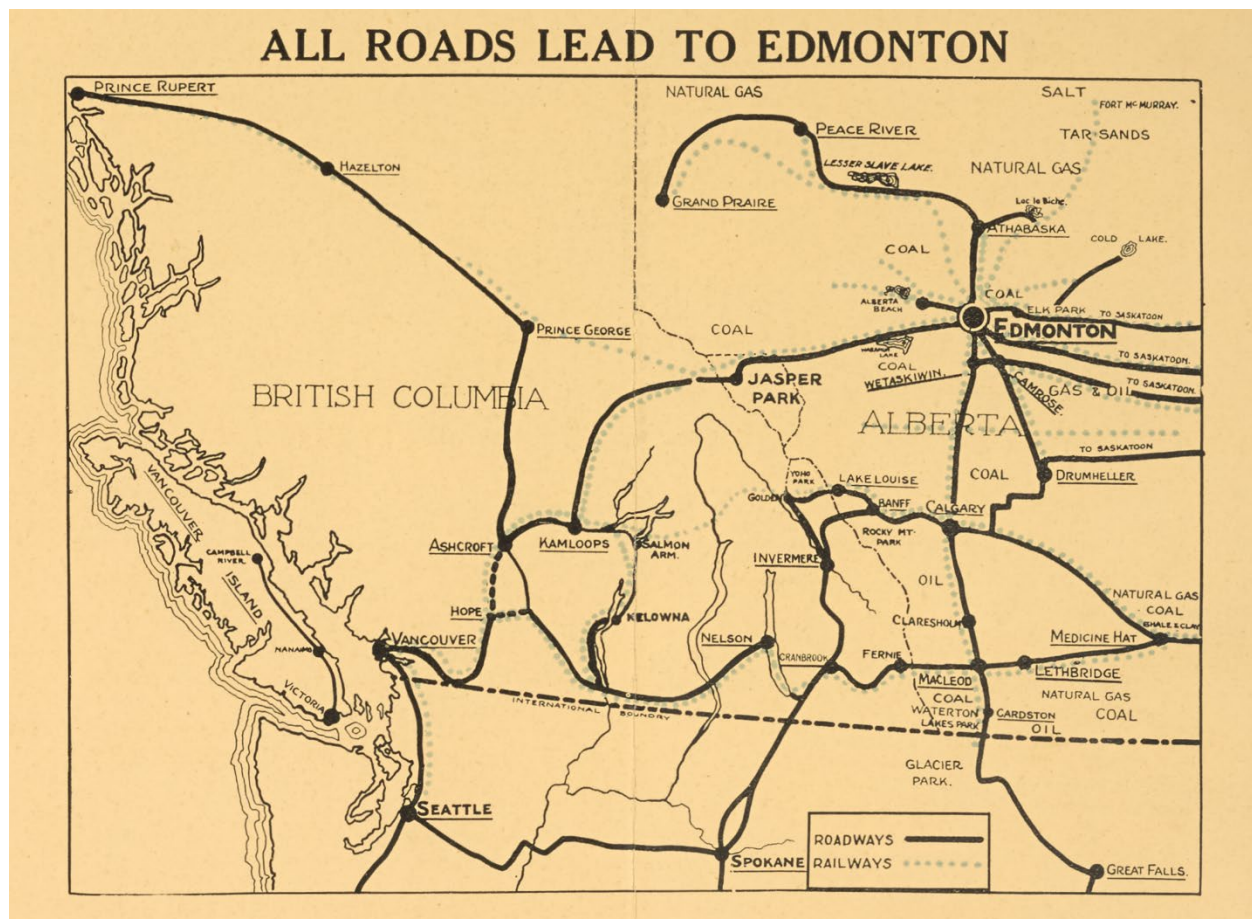 ALL ROADS LEAD TO EDMONTON
PRINCE RUPERT
NATURAL GAS
SALT
FORT MCMURRAY.
PEACE RIVER
TAR SANDS
HAZELTON
LESSER SLAVE LAKE.
NATURAL GAS
GRAND PRAIRE
Lac la Biche.
ATHABASKA
COAL
COLD LAKE.
ALBERTA
BEACH
COAL
ELK PARK
TO SASKATOON
PRINCE GEORGE
COAL
EDMONTON
LAKE
TO SASKATOON.
COAL
WETASKIWIN.
JASPER
PARK
CAMROSE.
GAS & OIL
TO SASKATOON.
BRITISH COLUMBIA
ALBERTA
TO SASKATOON
VANCOUVER
ISLAND
YOHO
PARK
LAKE LOUISE
COAL
DRUMHELLER
GOLDEN
BANFF
CALGARY
ROCKY MT.
PARK
ASHCROFT
KAMLOOPS
SALMON
ARM.
CAMPBELL
RIVER.
INVERMERE
OIL
NATURAL GAS
COAL
SHALE & CLAY
HOPE
KELOWNA
CLARESHOLM
VANCOUVER
NELSON
MEDICINE HAT
NANAIMO
CRANBROOK
FERNIE
MACLEOD
LETHBRIDGE
VICTORIA
INTERNATIONAL BOUNDRY
COAL
WATERTON
LAKES PARK
CARDSTON
NATURAL GAS
COAL
OIL
GLACIER
PARK.
SEATTLE
SPOKANE
ROADWAYS
RAILWAYS
GREAT FALLS.